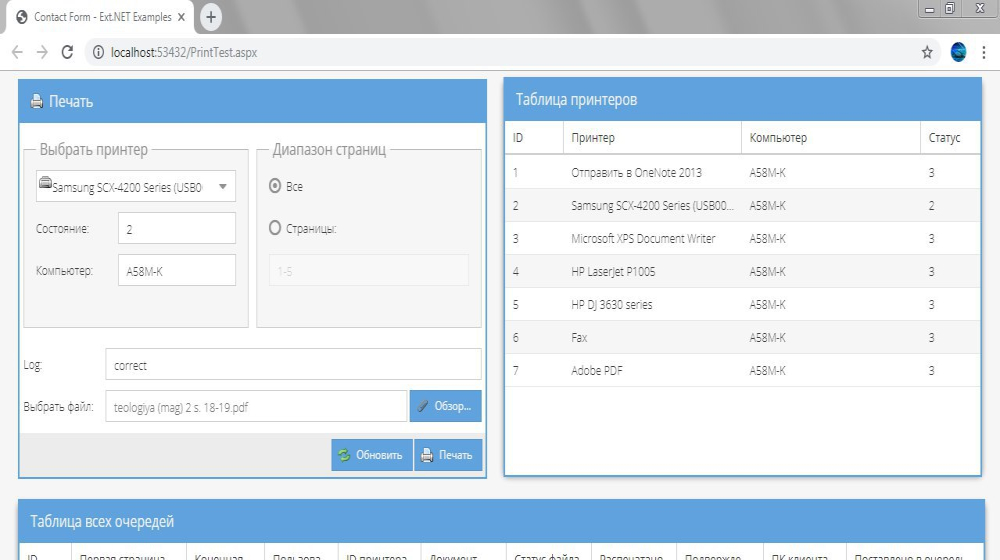 Contact Form - Ext.NET Examples
localhost:53432/PrintTest.aspx
Печать
Выбрать принтер
Samsung SCX-4200 Series (USB0
Состояние: 2
Компьютер: A58M-K
Диапазон страниц
Все
Страницы:
1-5
Log: correct
Выбрать файл: teologiya (mag) 2 s. 18-19.pdf Обзор...
Обновить Печать
Таблица принтеров
ID Принтер Компьютер Статус
1 Отправить в OneNote 2013 A58M-K 3
2 Samsung SCX-4200 Series (USB00... A58M-K 2
3 Microsoft XPS Document Writer A58M-K 3
4 HP LaserJet P1005 A58M-K 3
5 HP DJ 3630 series A58M-K 3
6 Fax A58M-K 3
7 Adobe PDF A58M-K 3
Таблица всех очередей
ID Первая страница Конечная Пользова ID принтера Документ Статус файла Распечатано Подтвержде ПК клиента